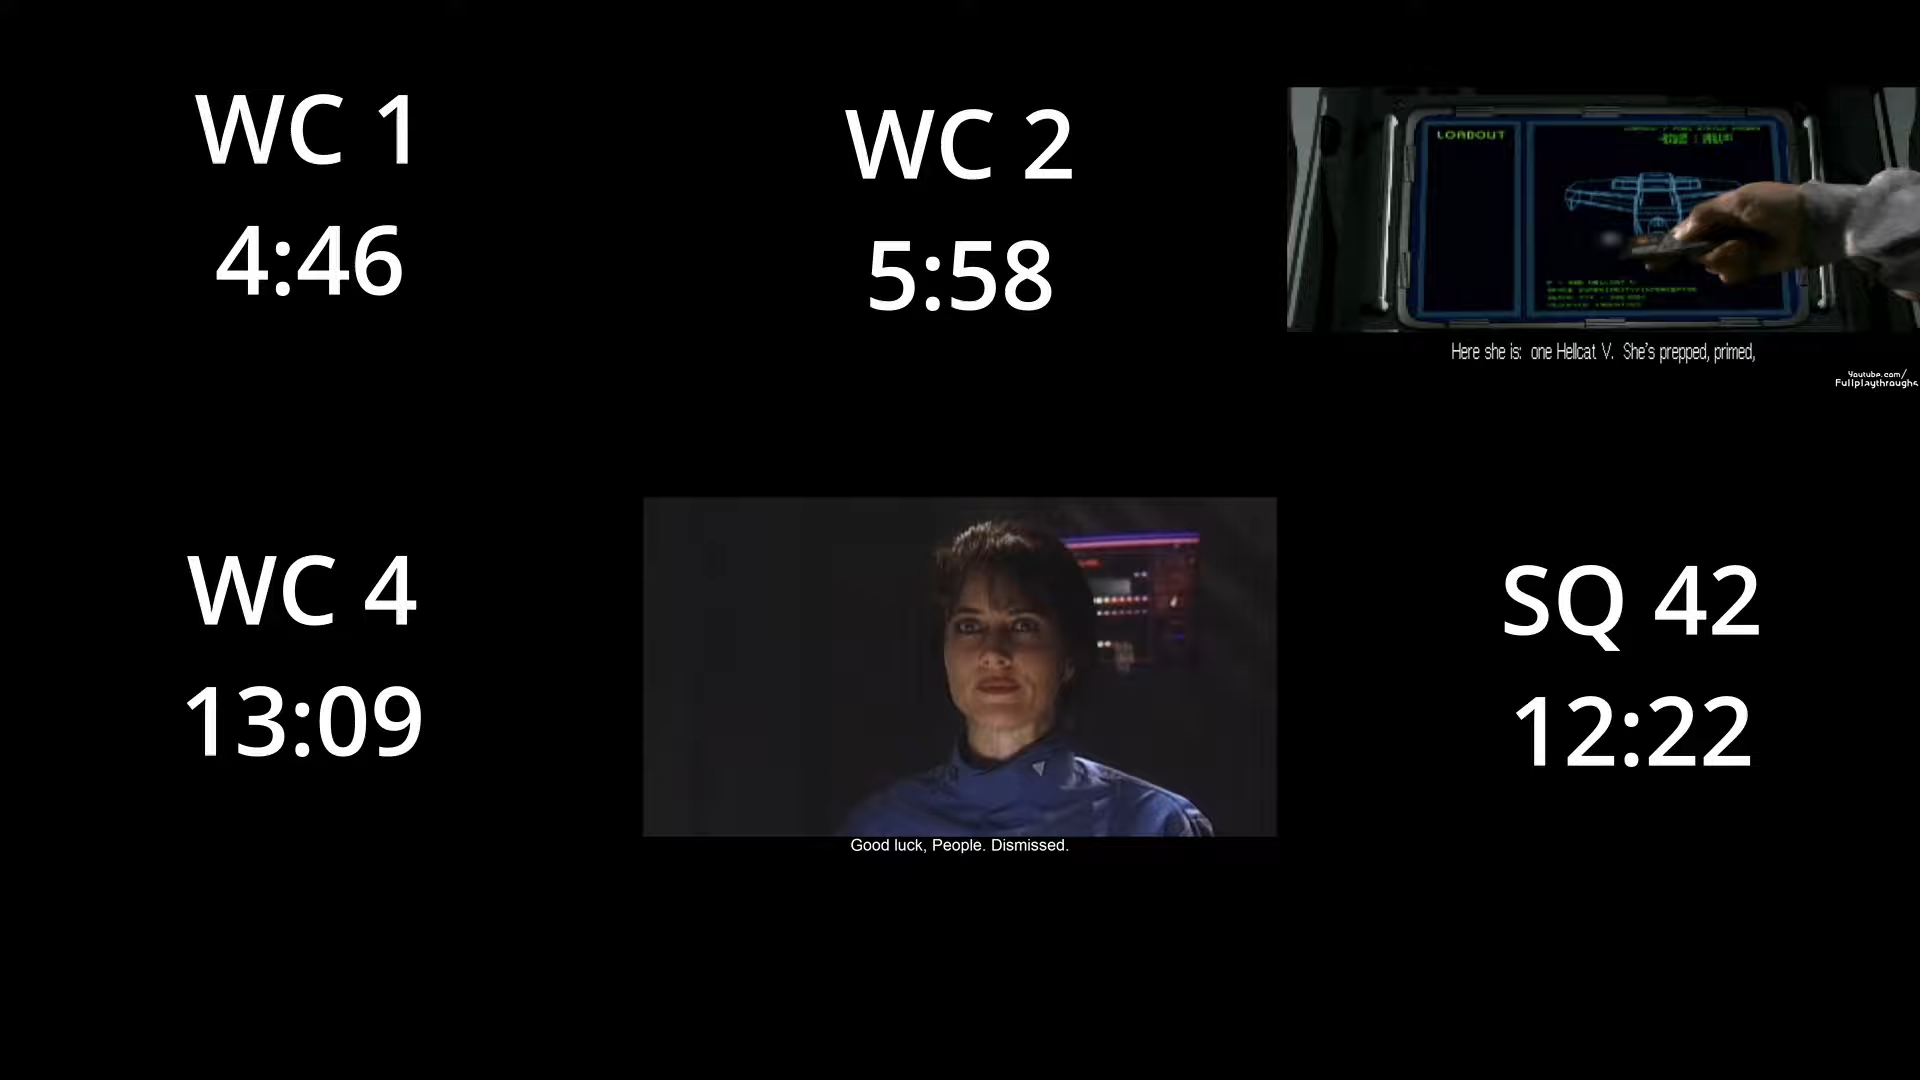 WC 1
4:46
WC 2
5:58
LOADOUT
Here she is: one Hellcat V. She's prepped, primed,
Youtube.com/
Fullplaythroughs
WC 4
13:09
Good luck, People. Dismissed.
SQ 42
12:22